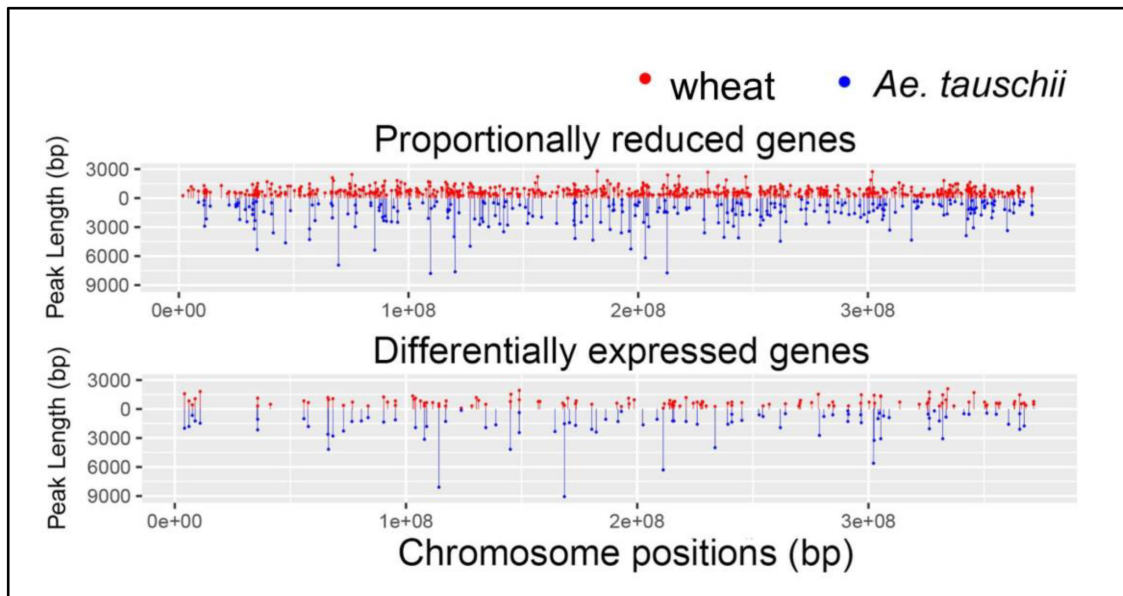 wheat Ae. tauschii
Proportionally reduced genes
Peak Length (bp)
3000
0
3000
6000
9000
0e+00 1e+08 2e+08 3e+08
Differentially expressed genes
Peak Length (bp)
3000
0
3000
6000
9000
0e+00 1e+08 2e+08 3e+08
Chromosome positions (bp)